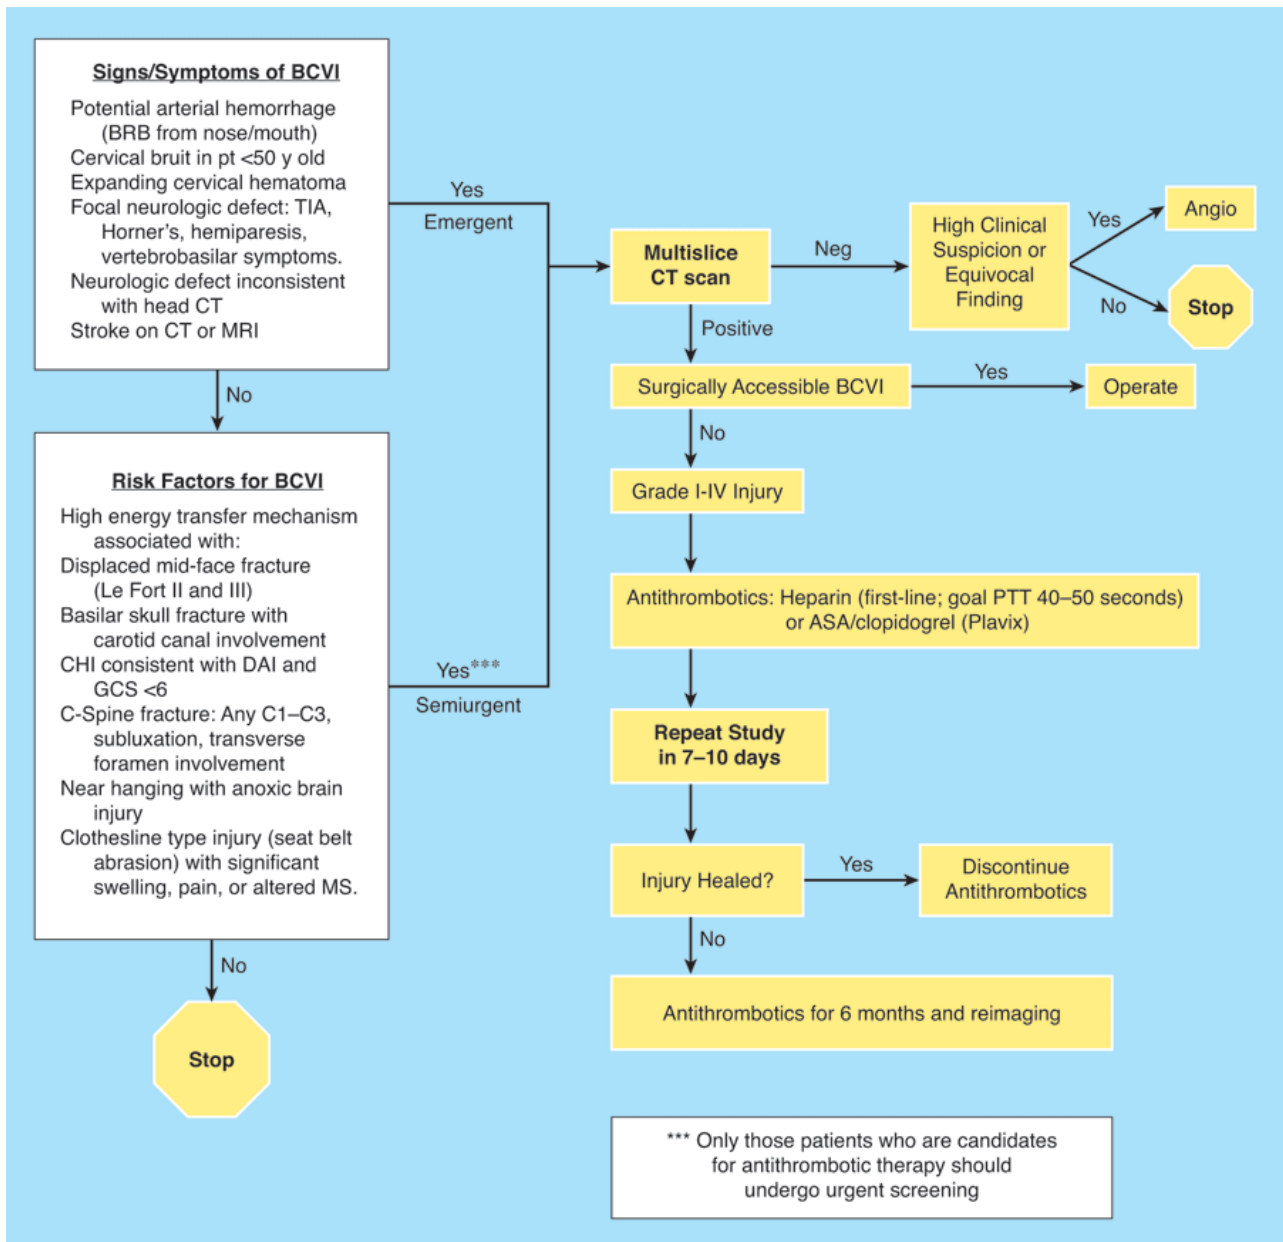 Signs/Symptoms of BCVI
Potential arterial hemorrhage
(BRB from nose/mouth)
Cervical bruit in pt <50 y old
Expanding cervical hematoma
Focal neurologic defect: TIA,
Horner's, hemiparesis,
vertebrobasilar symptoms.
Neurologic defect inconsistent
with head CT
Stroke on CT or MRI
Yes
Emergent
No
Risk Factors for BCVI
High energy transfer mechanism
associated with:
Displaced mid-face fracture
(Le Fort II and III)
Basilar skull fracture with
carotid canal involvement
CHI consistent with DAI and
GCS <6
C-Spine fracture: Any C1–C3,
subluxation, transverse
foramen involvement
Near hanging with anoxic brain
injury
Clothesline type injury (seat belt
abrasion) with significant
swelling, pain, or altered MS.
Yes***
Semiurgent
No
Stop
Multislice
CT scan
Neg
High Clinical
Suspicion or
Equivocal
Finding
Yes
Angio
No
Stop
Positive
Surgically Accessible BCVI
Yes
Operate
No
Grade I-IV Injury
Antithrombotics: Heparin (first-line; goal PTT 40–50 seconds)
or ASA/clopidogrel (Plavix)
Repeat Study
in 7–10 days
Injury Healed?
Yes
Discontinue
Antithrombotics
No
Antithrombotics for 6 months and reimaging
*** Only those patients who are candidates
for antithrombotic therapy should
undergo urgent screening